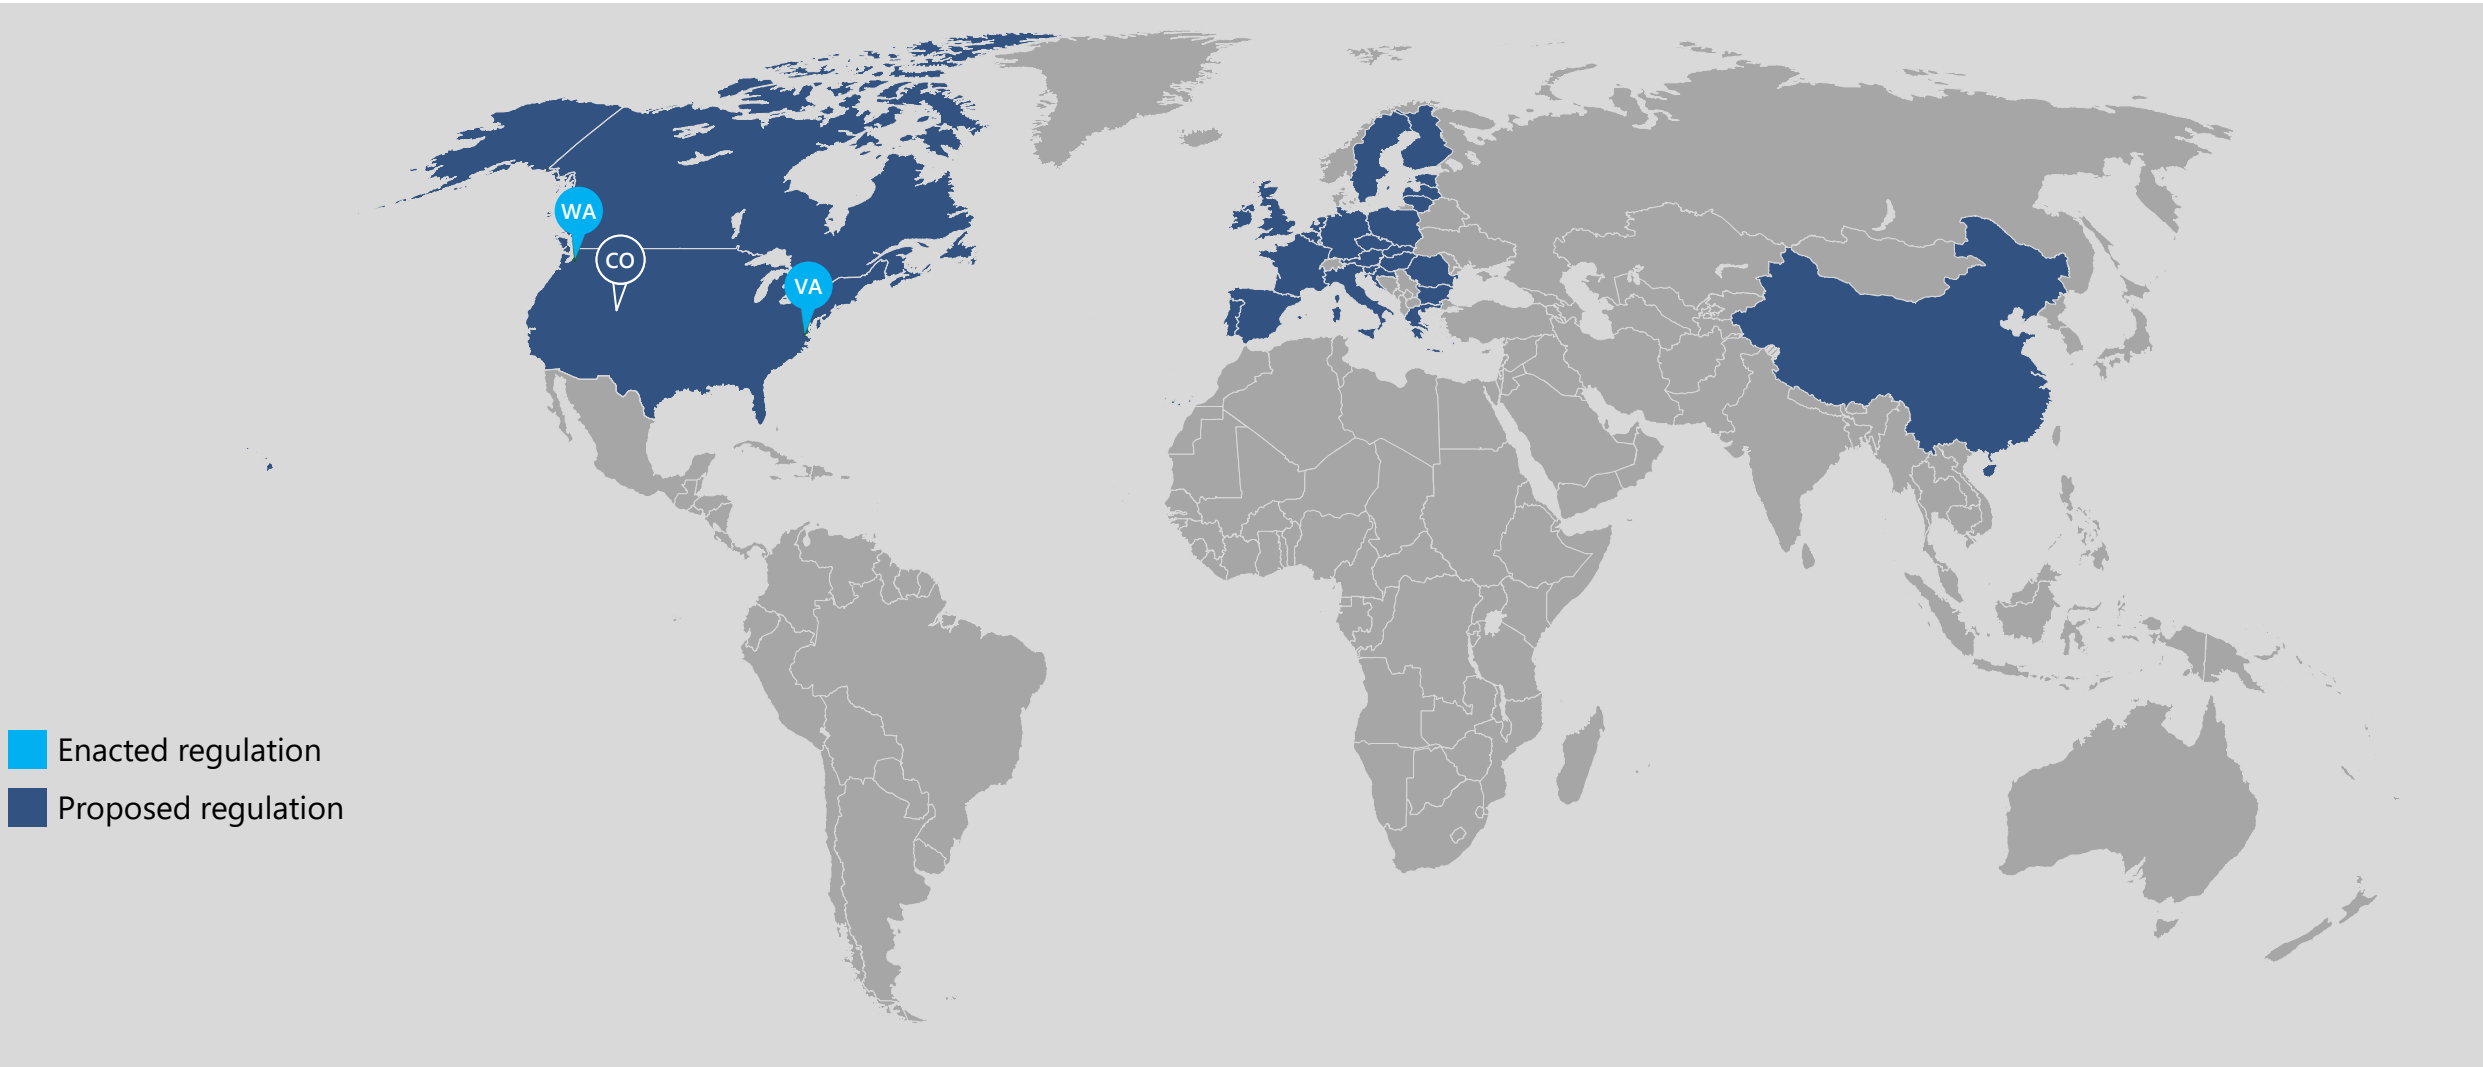 WA
CO
VA
Enacted regulation
Proposed regulation